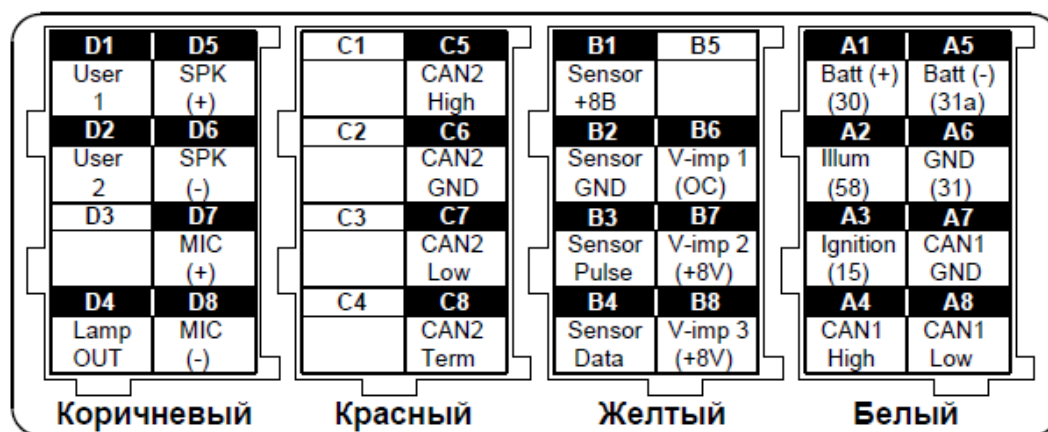 D1 D5 C1 C5 B1 B5 A1 A5
User SPK CAN2 Sensor Batt (+) Batt (-)
1 (+) High +8B (30) (31a)
D2 D6 C2 C6 B2 B6 A2 A6
User SPK CAN2 Sensor V-imp 1 Illum GND
2 (-) GND GND (OC) (58) (31)
D3 D7 C3 C7 B3 B7 A3 A7
MIC CAN2 Sensor V-imp 2 Ignition CAN1
(+) Low Pulse (+8V) (15) GND
D4 D8 C4 C8 B4 B8 A4 A8
Lamp MIC CAN2 Sensor V-imp 3 CAN1 CAN1
OUT (-) Term Data (+8V) High Low
Коричневый Красный Желтый Белый